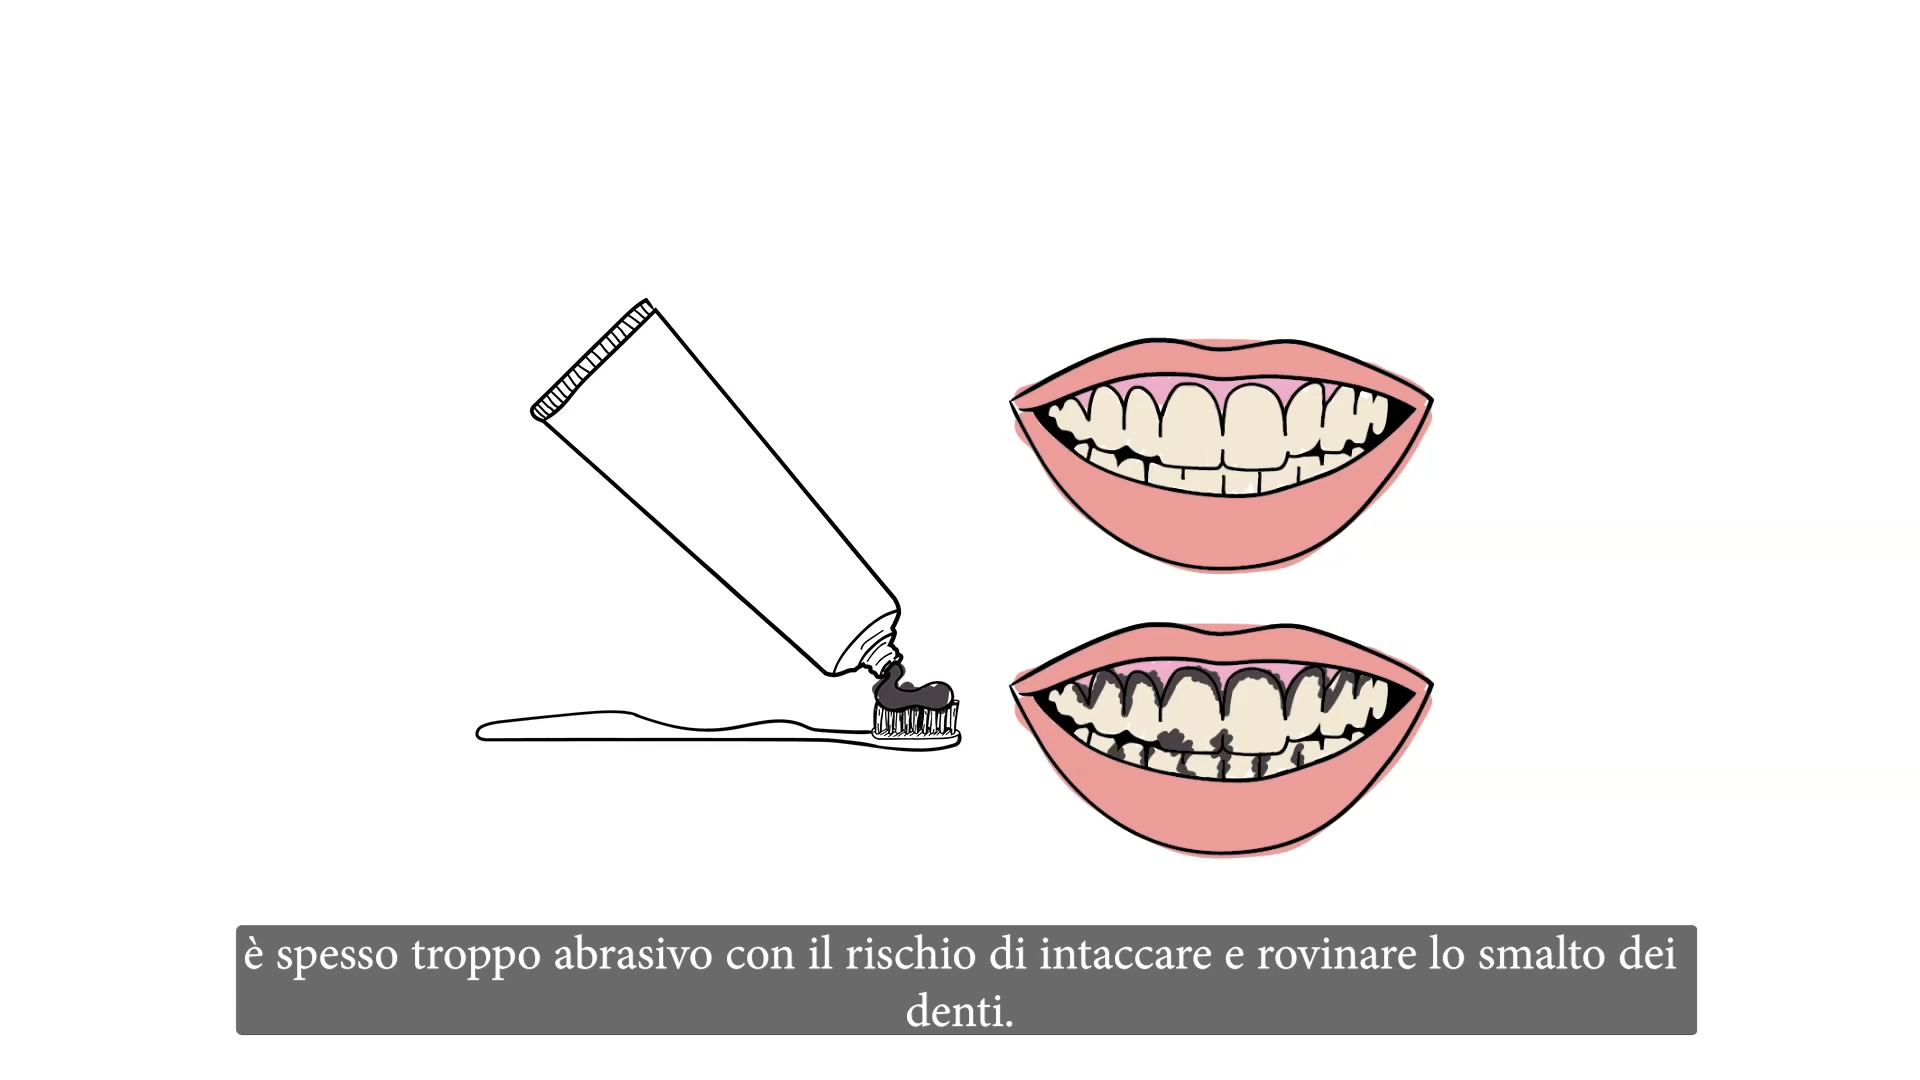 è spesso troppo abrasivo con il rischio di intaccare e rovinare lo smalto dei
denti.